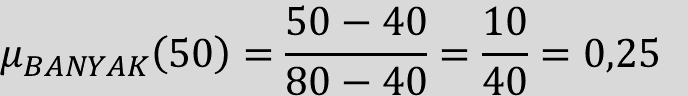 μ_BANYAK(50) = (50 − 40)/(80 − 40) = 10/40 = 0,25